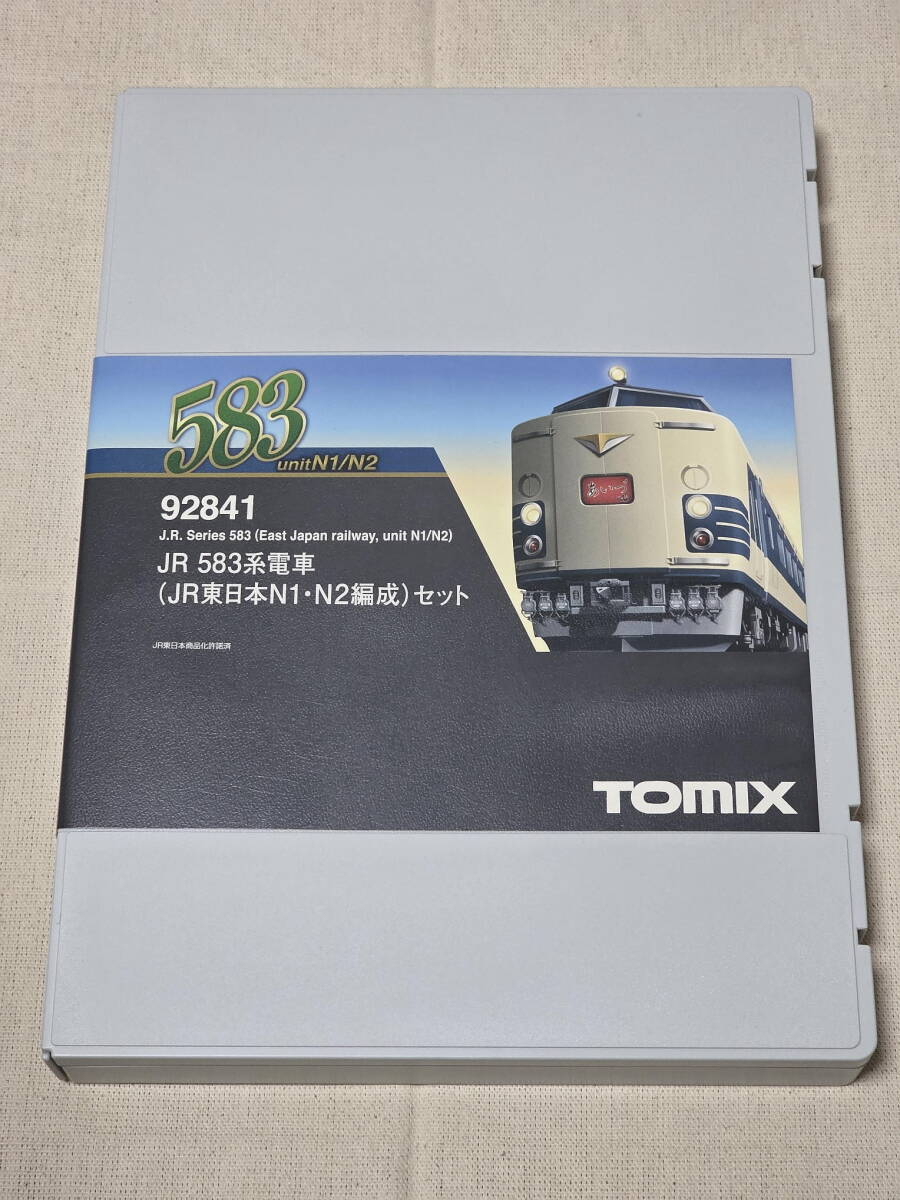 583
unitN1/N2
92841
J.R. Series 583 (East Japan railway, unit N1/N2)
JR 583系電車
(JR東日本N1・N2編成)セット
JR東日本商品化許諾済
TOMIX